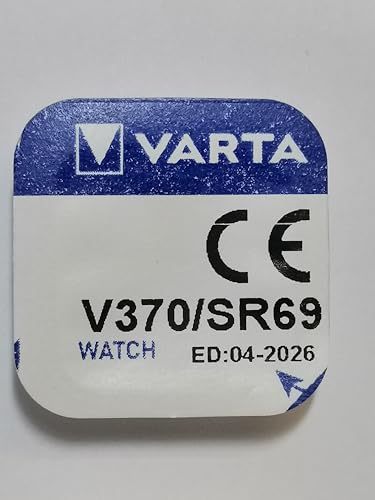 VARTA
CE
V370/SR69
WATCH ED:04-2026